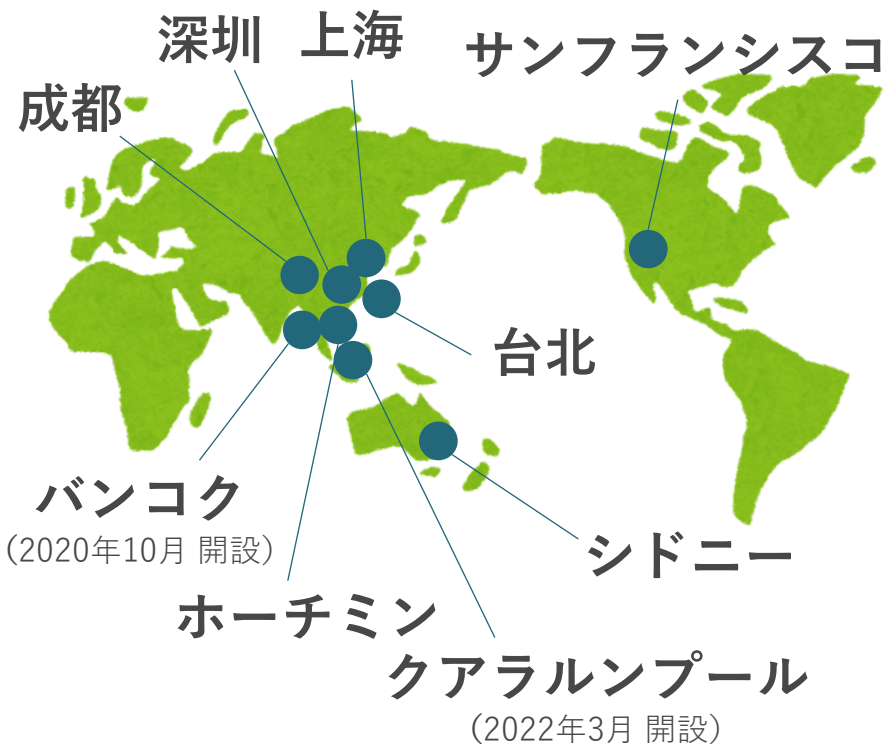 深圳
上海
サンフランシスコ
成都
台北
バンコク
(2020年10月 開設)
シドニー
ホーチミン
クアラルンプール
(2022年3月 開設)